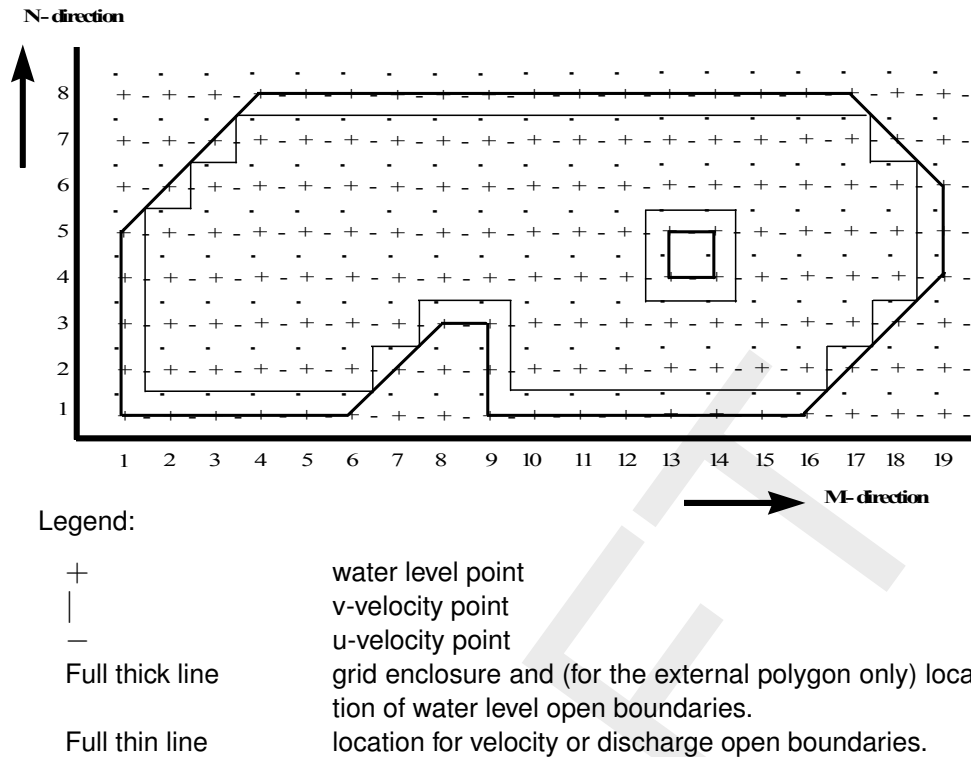 N-direction
8
7
6
5
4
3
2
1
1 2 3 4 5 6 7 8 9 10 11 12 13 14 15 16 17 18 19
M-direction
Legend:
+ water level point
| v-velocity point
− u-velocity point
Full thick line grid enclosure and (for the external polygon only) loca
tion of water level open boundaries.
Full thin line location for velocity or discharge open boundaries.